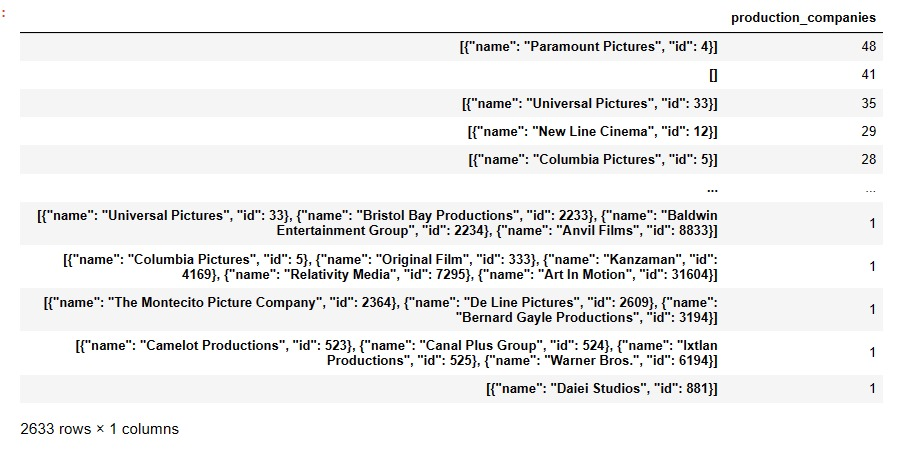 :
production_companies
[{"name": "Paramount Pictures", "id": 4}] 48
[] 41
[{"name": "Universal Pictures", "id": 33}] 35
[{"name": "New Line Cinema", "id": 12}] 29
[{"name": "Columbia Pictures", "id": 5}] 28
... ...
[{"name": "Universal Pictures", "id": 33}, {"name": "Bristol Bay Productions", "id": 2233}, {"name": "Baldwin
Entertainment Group", "id": 2234}, {"name": "Anvil Films", "id": 8833}] 1
[{"name": "Columbia Pictures", "id": 5}, {"name": "Original Film", "id": 333}, {"name": "Kanzaman", "id":
4169}, {"name": "Relativity Media", "id": 7295}, {"name": "Art In Motion", "id": 31604}] 1
[{"name": "The Montecito Picture Company", "id": 2364}, {"name": "De Line Pictures", "id": 2609}, {"name":
"Bernard Gayle Productions", "id": 3194}] 1
[{"name": "Camelot Productions", "id": 523}, {"name": "Canal Plus Group", "id": 524}, {"name": "Ixtlan
Productions", "id": 525}, {"name": "Warner Bros.", "id": 6194}] 1
[{"name": "Daiei Studios", "id": 881}] 1
2633 rows × 1 columns